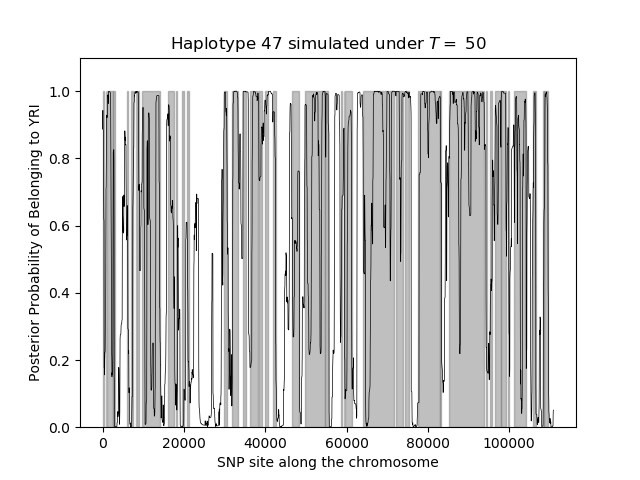 Haplotype 47 simulated under T = 50
Posterior Probability of Belonging to YRI
1.0
0.8
0.6
0.4
0.2
0.0
0 20000 40000 60000 80000 100000
SNP site along the chromosome